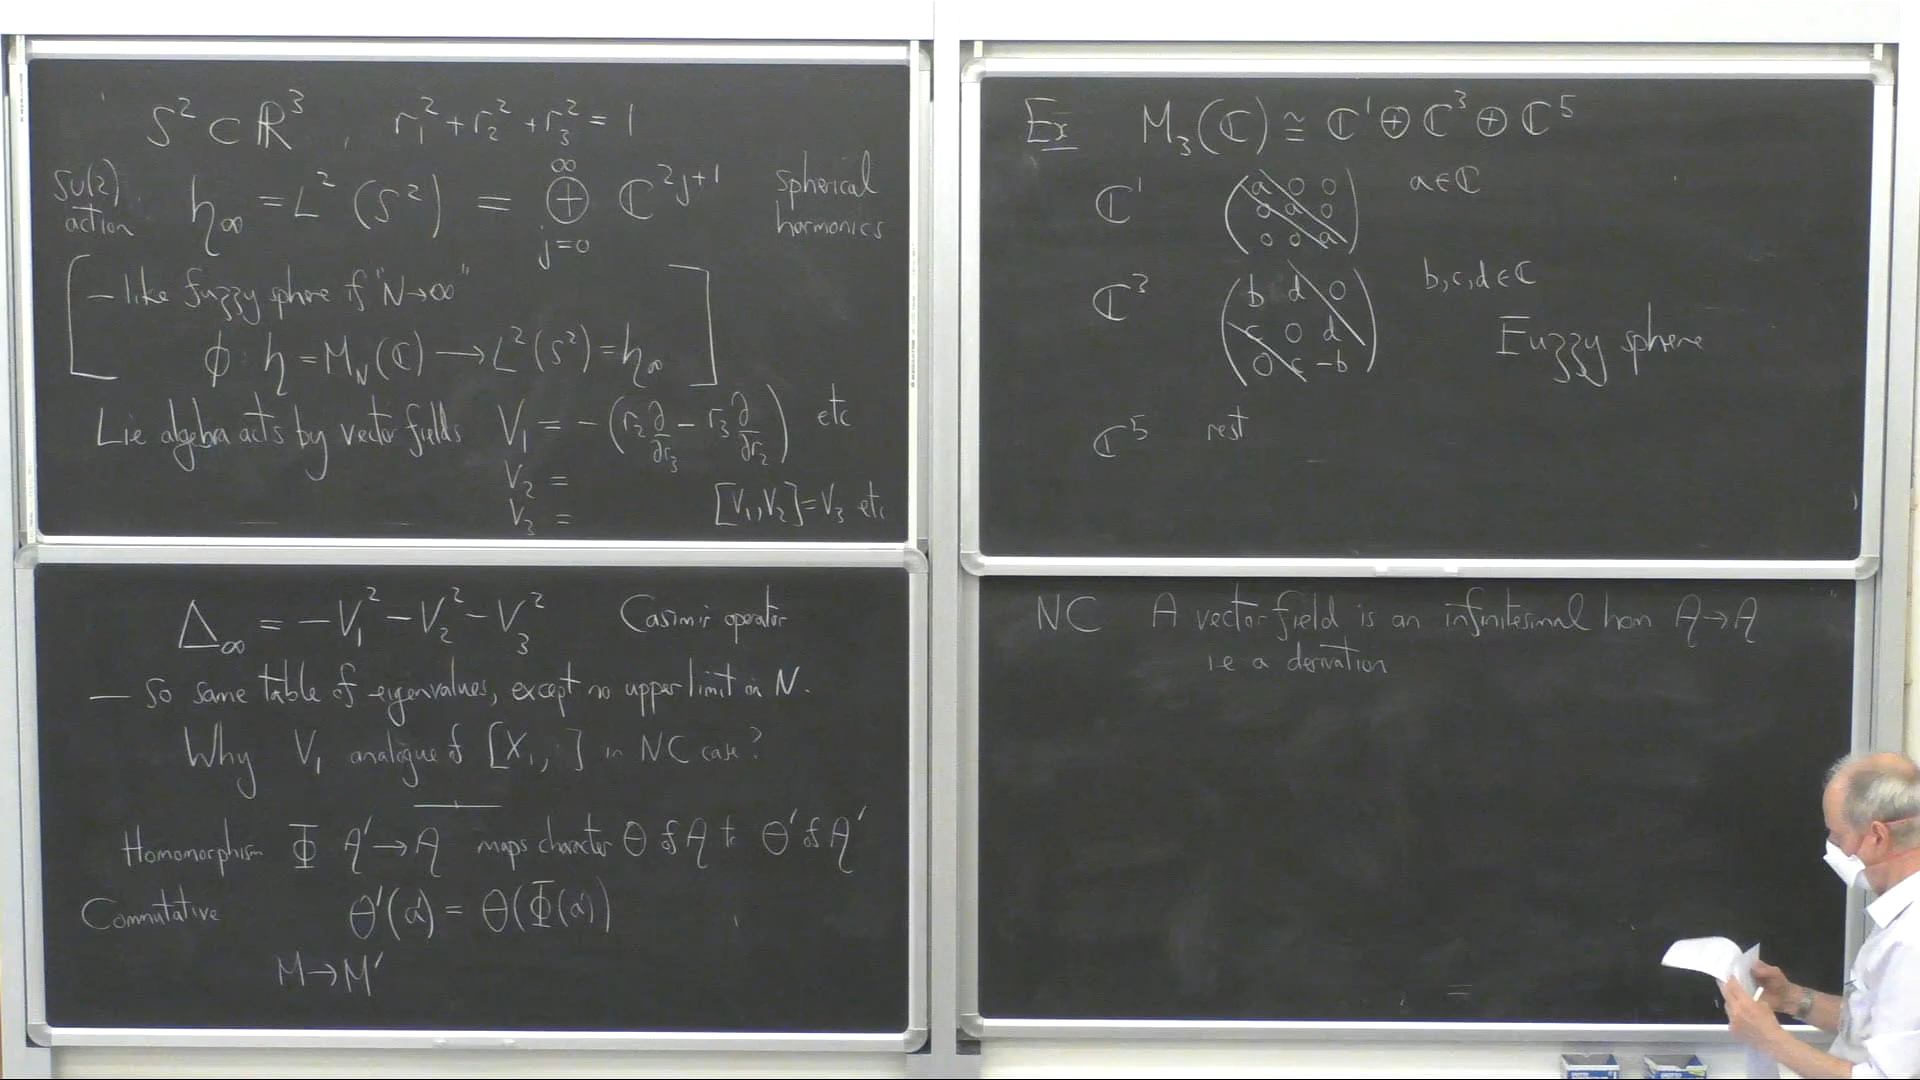 S² ⊂ ℝ³ , r₁² + r₂² + r₃² = 1
SU(2) action η_∞ = L²(S²) = ⊕_{j=0}^{∞} ℂ^{2j+1} spherical harmonics
[ – like fuzzy sphere if "N→∞"
φ : η = M_N(ℂ) ⟶ L²(S²) = η_∞ ]
Lie algebra acts by vector fields V₁ = −(r₂ ∂/∂r₃ − r₃ ∂/∂r₂) etc
V₂ =
V₃ = [V₁,V₂] = V₃ etc
Δ_∞ = −V₁² − V₂² − V₃² Casimir operator
— So same table of eigenvalues, except no upper limit on N.
Why V₁ analogue of [X₁, ·] in NC case?
Homomorphism Φ A′→A maps character θ of A to θ′ of A′
Commutative θ′(a′) = θ(Φ(a′))
M→M′
Ex M₃(ℂ) ≅ ℂ¹ ⊕ ℂ³ ⊕ ℂ⁵
ℂ¹ (a 0 0 a∈ℂ
0 a 0
0 0 a)
ℂ³ (b d 0 b,c,d∈ℂ
c 0 d Fuzzy sphere
0 c −b)
ℂ⁵ rest
NC A vector field is an infinitesimal hom A→A
i.e a derivation